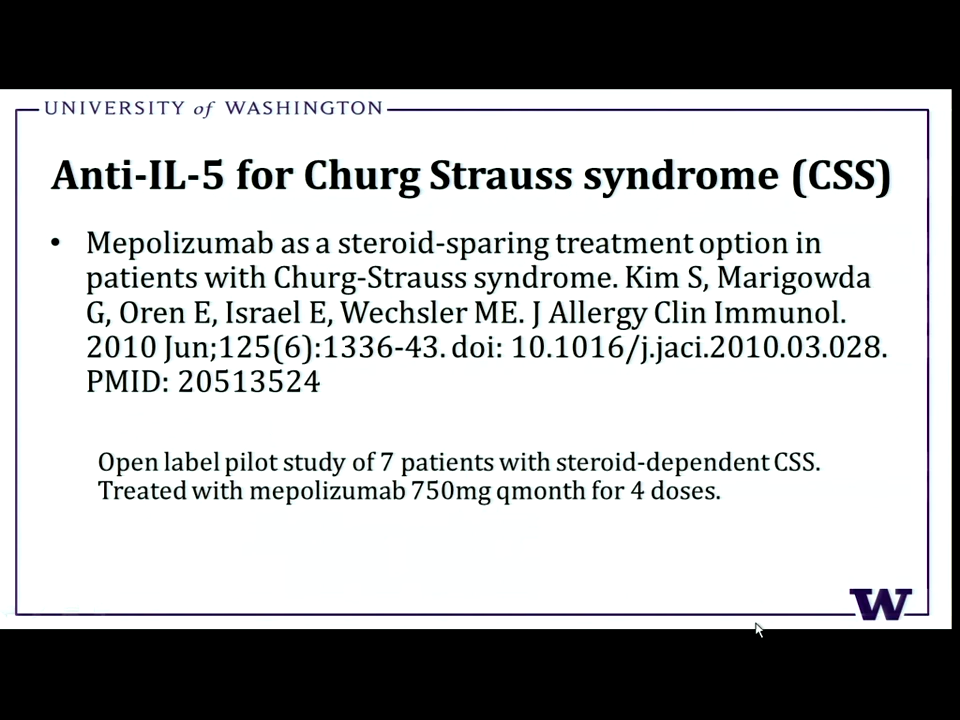 UNIVERSITY of WASHINGTON
Anti-IL-5 for Churg Strauss syndrome (CSS)
• Mepolizumab as a steroid-sparing treatment option in
patients with Churg-Strauss syndrome. Kim S, Marigowda
G, Oren E, Israel E, Wechsler ME. J Allergy Clin Immunol.
2010 Jun;125(6):1336-43. doi: 10.1016/j.jaci.2010.03.028.
PMID: 20513524
Open label pilot study of 7 patients with steroid-dependent CSS.
Treated with mepolizumab 750mg qmonth for 4 doses.
W